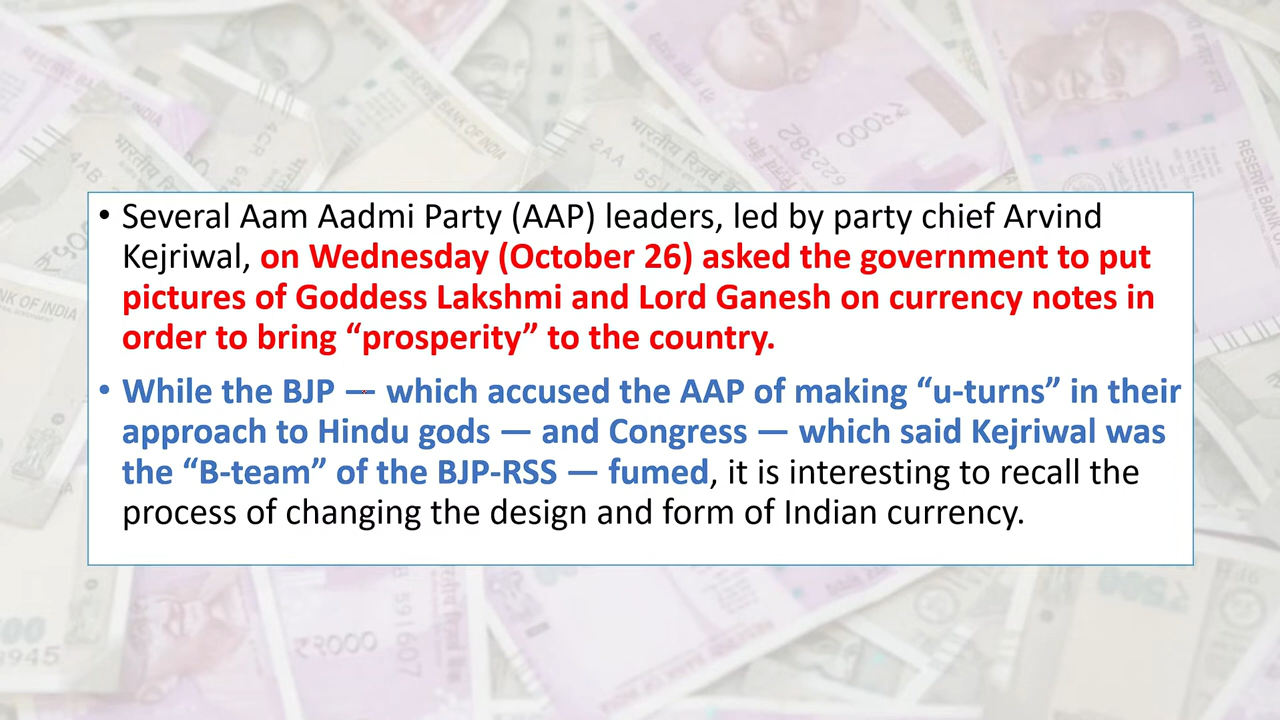 • Several Aam Aadmi Party (AAP) leaders, led by party chief Arvind
Kejriwal, on Wednesday (October 26) asked the government to put
pictures of Goddess Lakshmi and Lord Ganesh on currency notes in
order to bring “prosperity” to the country.
• While the BJP — which accused the AAP of making “u-turns” in their
approach to Hindu gods — and Congress — which said Kejriwal was
the “B-team” of the BJP-RSS — fumed, it is interesting to recall the
process of changing the design and form of Indian currency.